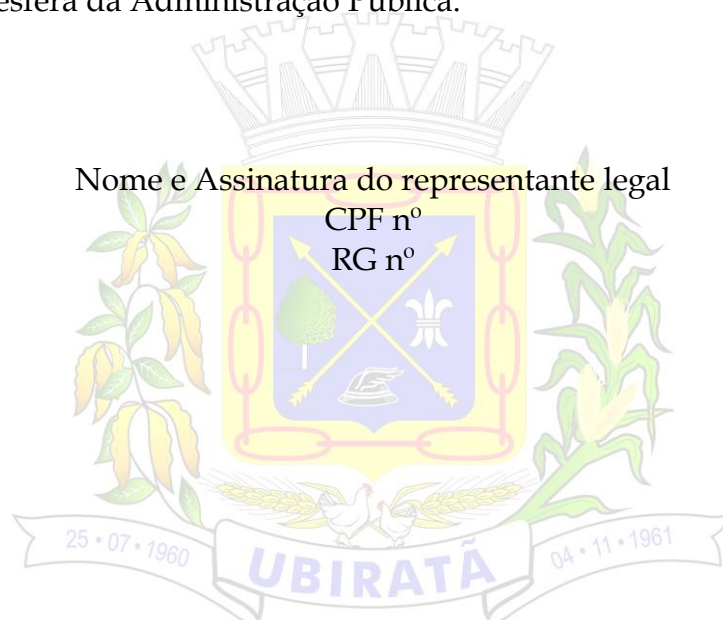 esfera da Administração Pública.
Nome e Assinatura do representante legal
CPF nº
RG nº
25 • 07 • 1960
UBIRATÃ
04 • 11 • 1961